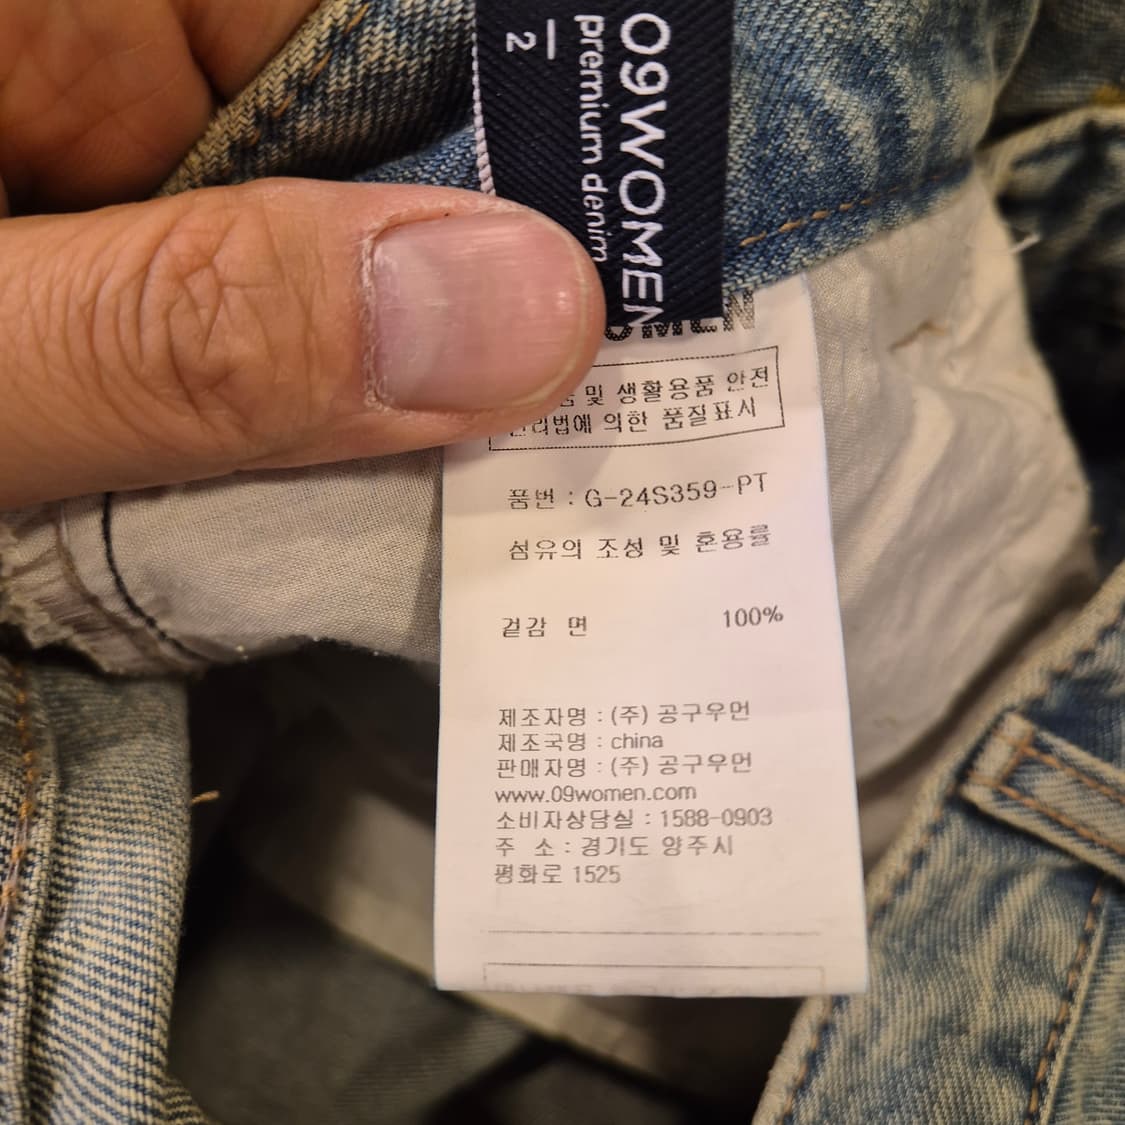 09WOMEN
premium denim
2
OMEN
및 생활용품 안전
관리법에 의한 품질표시
품번 : G-24S359-PT
섬유의 조성 및 혼용률
겉감 면 100%
제조자명 : (주) 공구우먼
제조국명 : china
판매자명 : (주) 공구우먼
www.09women.com
소비자상담실 : 1588-0903
주 소 : 경기도 양주시
평화로 1525